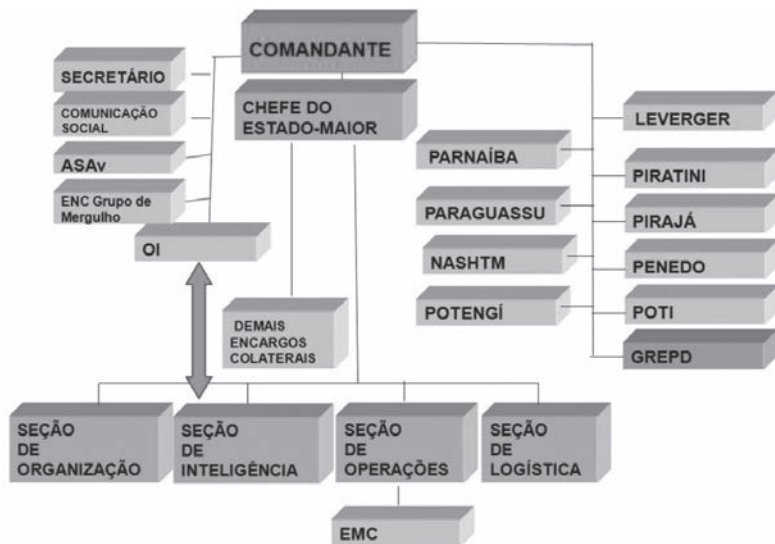 COMANDANTE
SECRETÁRIO
COMUNICAÇÃO
SOCIAL
ASAv
ENC Grupo de
Mergulho
OI
CHEFE DO
ESTADO-MAIOR
DEMAIS
ENCARGOS
COLATERAIS
PARNAÍBA
PARAGUASSU
NASHTM
POTENGÍ
LEVERGER
PIRATINI
PIRAJÁ
PENEDO
POTI
GREPD
SEÇÃO
DE
ORGANIZAÇÃO
SEÇÃO
DE
INTELIGÊNCIA
SEÇÃO
DE
OPERAÇÕES
SEÇÃO
DE
LOGÍSTICA
EMC